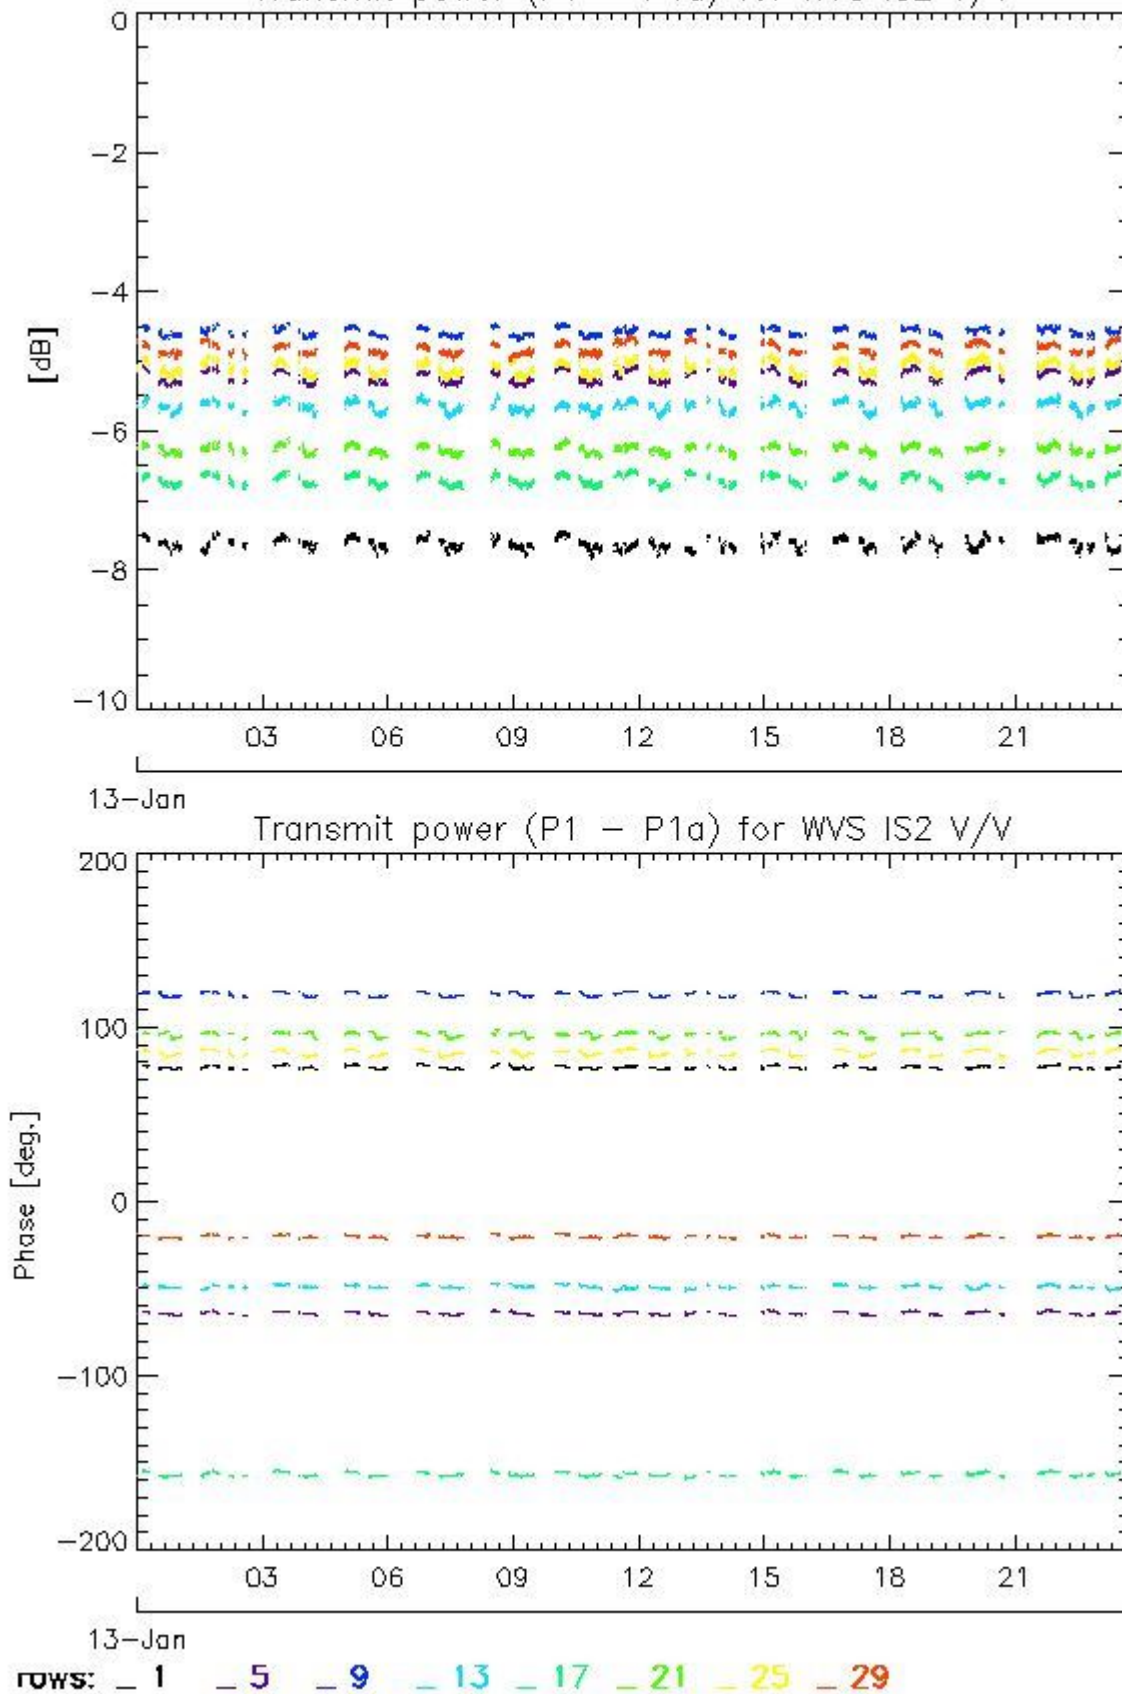 0
−2
−4
[dB]
−6
−8
−10
03 06 09 12 15 18 21
13−Jan
Transmit power (P1 − P1a) for WVS IS2 V/V
200
100
Phase [deg.]
0
−100
−200
03 06 09 12 15 18 21
13−Jan
rows: _ 1 _ 5 _ 9 _ 13 _ 17 _ 21 _ 25 _ 29